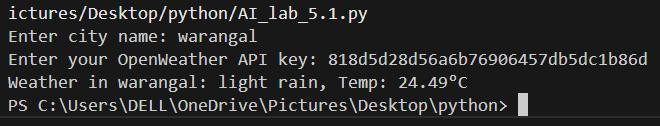 ictures/Desktop/python/AI_lab_5.1.py
Enter city name: warangal
Enter your OpenWeather API key: 818d5d28d56a6b76906457db5dc1b86d
Weather in warangal: light rain, Temp: 24.49°C
PS C:\Users\DELL\OneDrive\Pictures\Desktop\python>